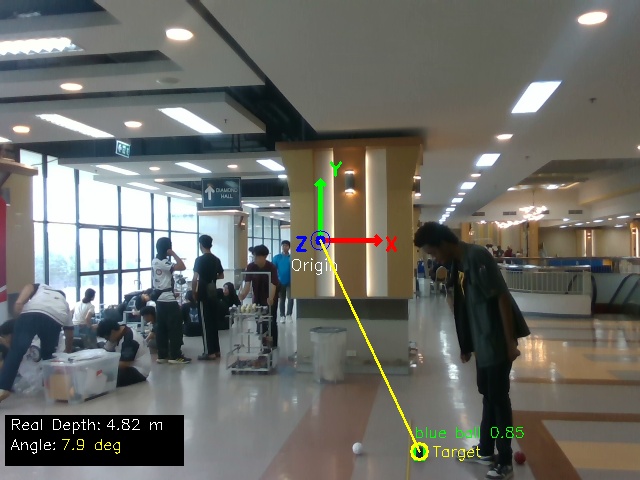 DIAMOND
HALL
Y
Z
X
Origin
Real Depth: 4.82 m
Angle: 7.9 deg
blue ball 0.85
Target